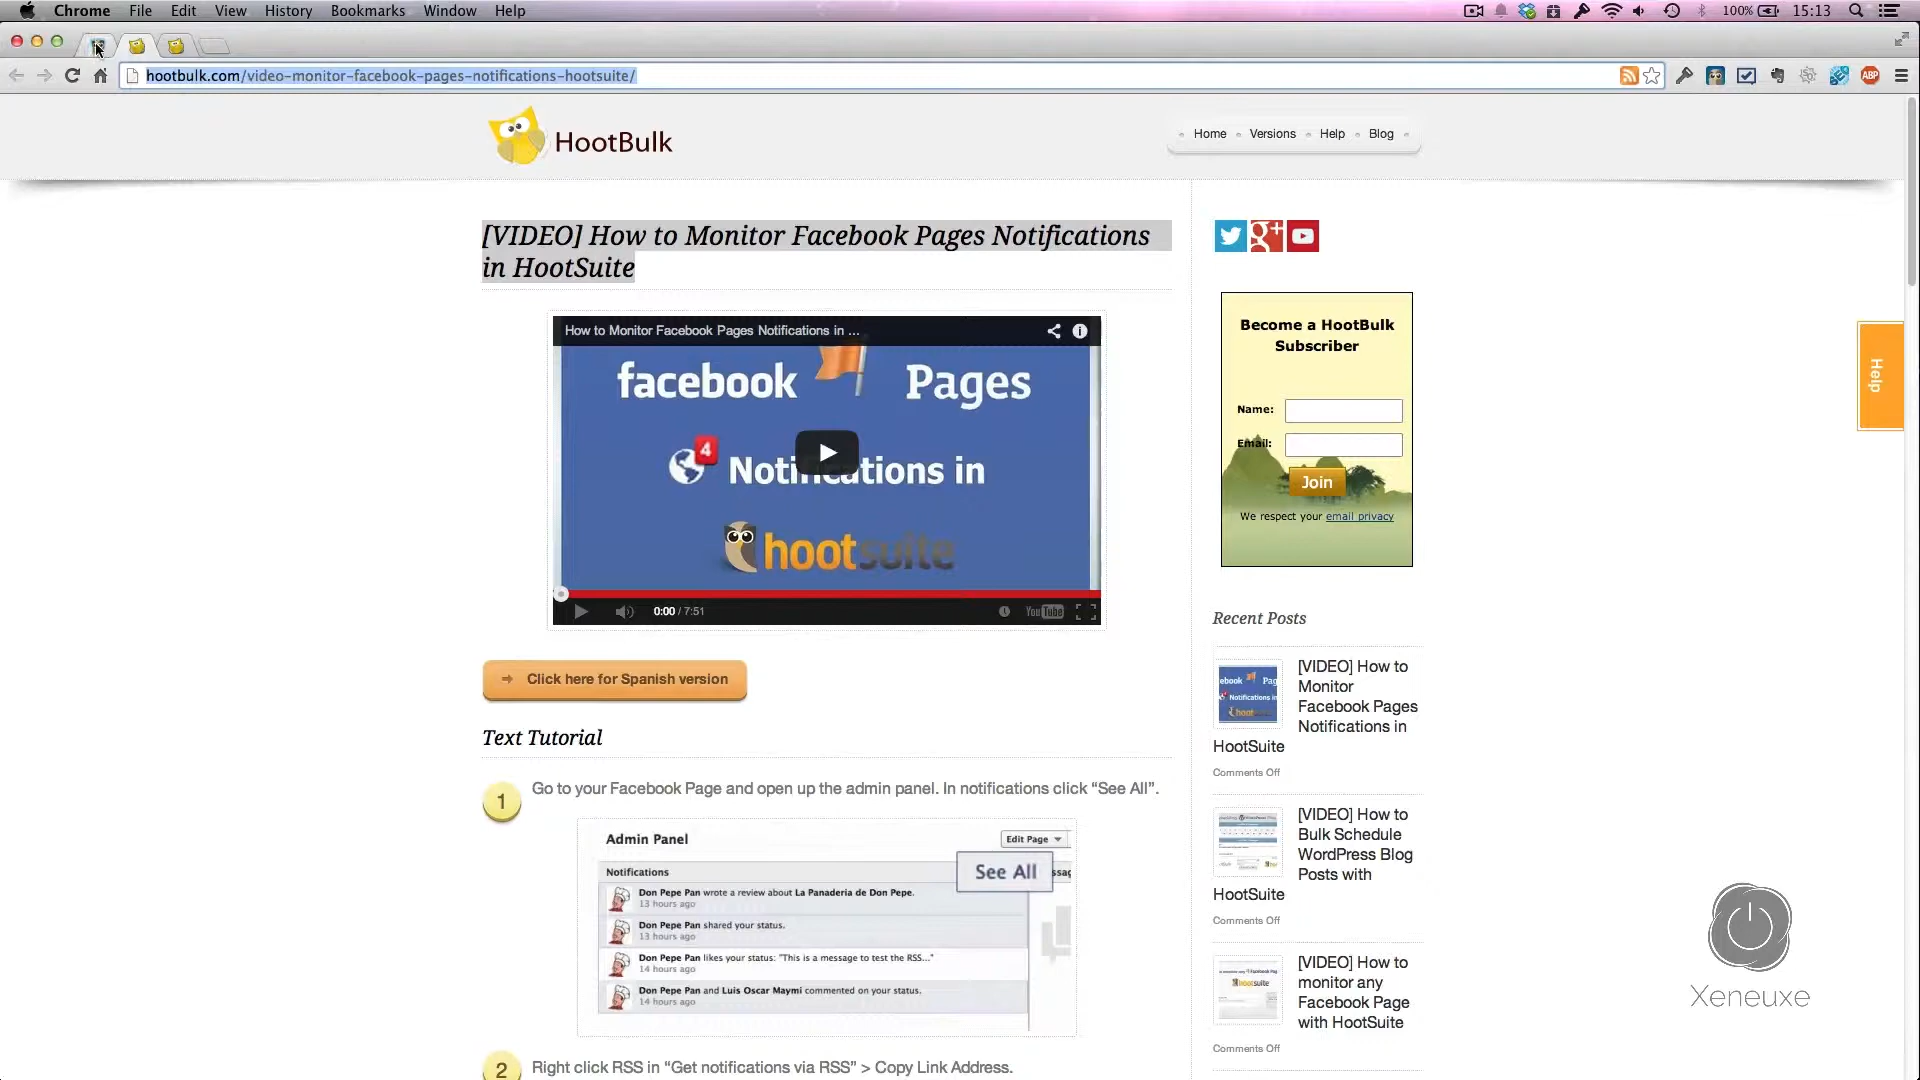 Chrome File Edit View History Bookmarks Window Help 100% 15:13
hootbulk.com/video-monitor-facebook-pages-notifications-hootsuite/
ABP
HootBulk
Home Versions Help Blog
[VIDEO] How to Monitor Facebook Pages Notifications
in HootSuite
How to Monitor Facebook Pages Notifications in ...
facebook Pages
4
Notifications in
hootsuite
0:00 / 7:51
YouTube
Click here for Spanish version
Text Tutorial
1
Go to your Facebook Page and open up the admin panel. In notifications click “See All”.
Admin Panel
Edit Page
Notifications
See All
Don Pepe Pan wrote a review about La Panaderia de Don Pepe.
13 hours ago
Don Pepe Pan shared your status.
13 hours ago
Don Pepe Pan likes your status: "This is a message to test the RSS..."
14 hours ago
Don Pepe Pan and Luis Oscar Maymi commented on your status.
14 hours ago
2
Right click RSS in “Get notifications via RSS” > Copy Link Address.
g+
Become a HootBulk
Subscriber
Name:
Email:
Join
We respect your email privacy
Help
Recent Posts
[VIDEO] How to
Monitor
Facebook Pages
Notifications in
HootSuite
Comments Off
[VIDEO] How to
Bulk Schedule
WordPress Blog
Posts with
HootSuite
Comments Off
[VIDEO] How to
monitor any
Facebook Page
with HootSuite
Comments Off
Xeneuxe